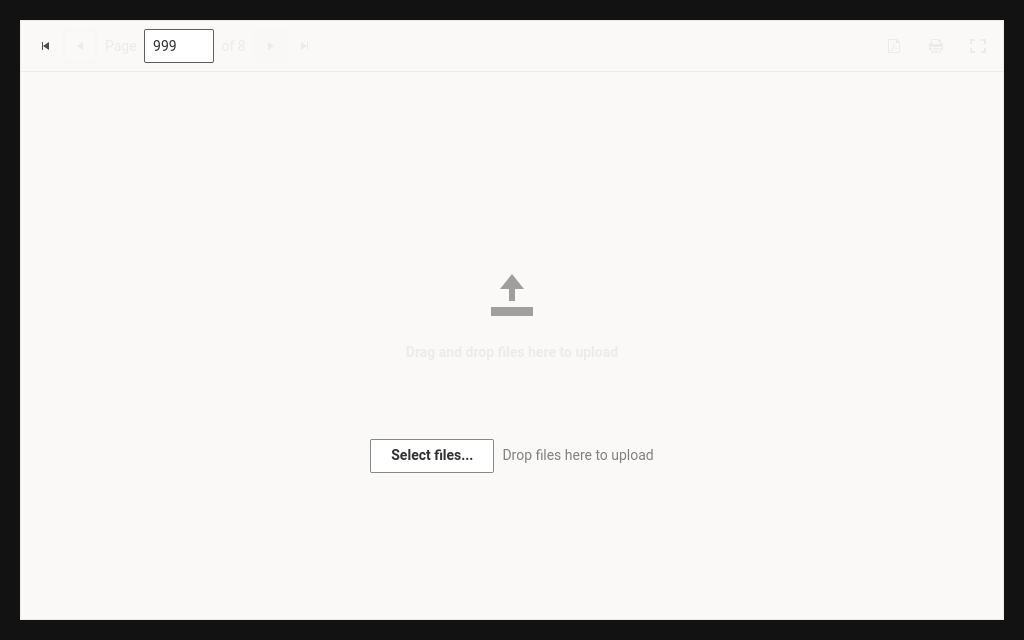 Page 999 of 8
Drag and drop files here to upload
Select files... Drop files here to upload